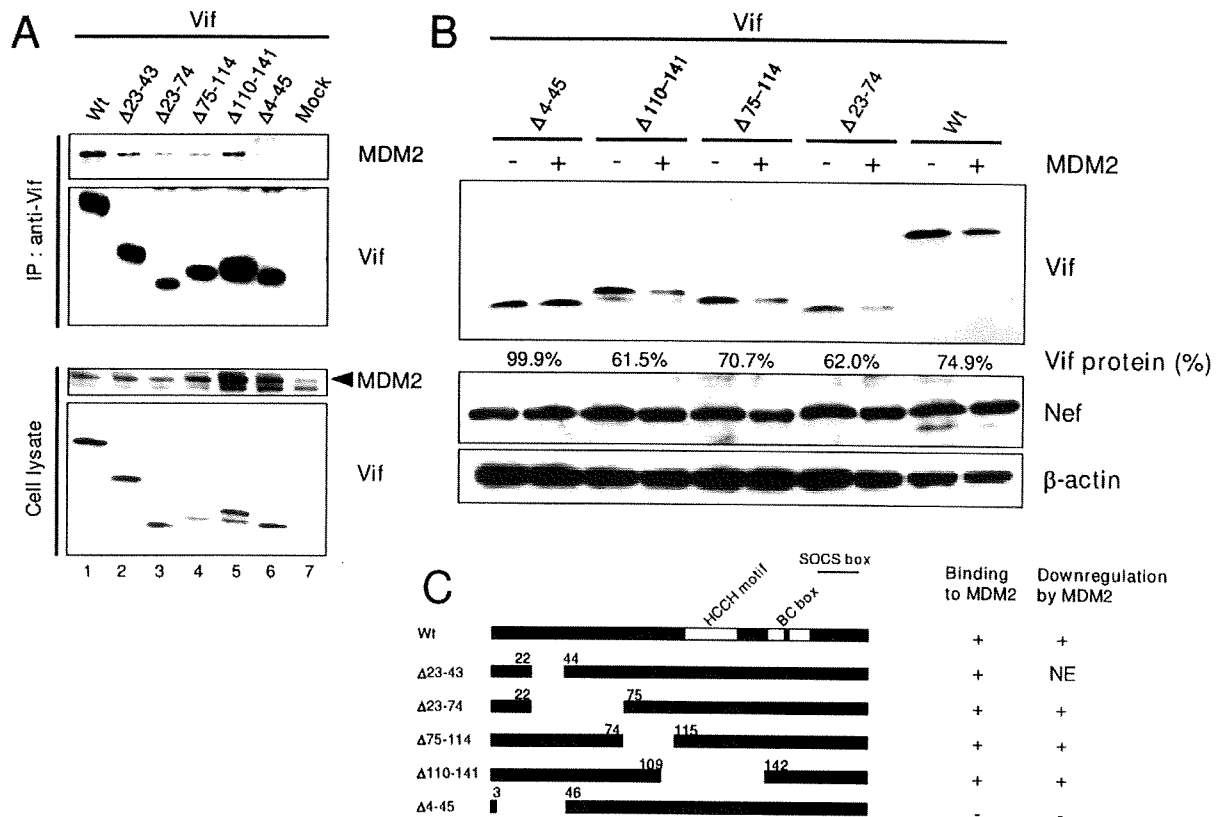 A
Vif
Wt
Δ23-43
Δ23-74
Δ75-114
Δ110-141
Δ4-45
Mock
IP : anti-Vif
MDM2
Vif
Cell lysate
MDM2
Vif
1 2 3 4 5 6 7
B
Vif
Δ 4-45
Δ 110-141
Δ 75-114
Δ 23-74
Wt
- + - + - + - + - + MDM2
Vif
99.9% 61.5% 70.7% 62.0% 74.9% Vif protein (%)
Nef
β-actin
C
HCCH motif
BC box
SOCS box
Binding to MDM2
Downregulation by MDM2
Wt + +
Δ23-43 22 44 + NE
Δ23-74 22 75 + +
Δ75-114 74 115 + +
Δ110-141 109 142 + +
Δ4-45 3 46 - -